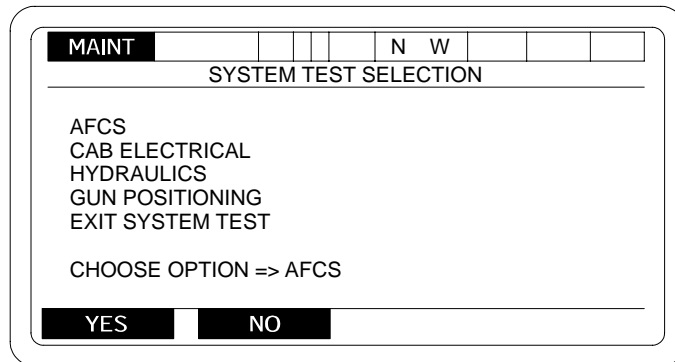 MAINT N W
SYSTEM TEST SELECTION
AFCS
CAB ELECTRICAL
HYDRAULICS
GUN POSITIONING
EXIT SYSTEM TEST
CHOOSE OPTION => AFCS
YES NO